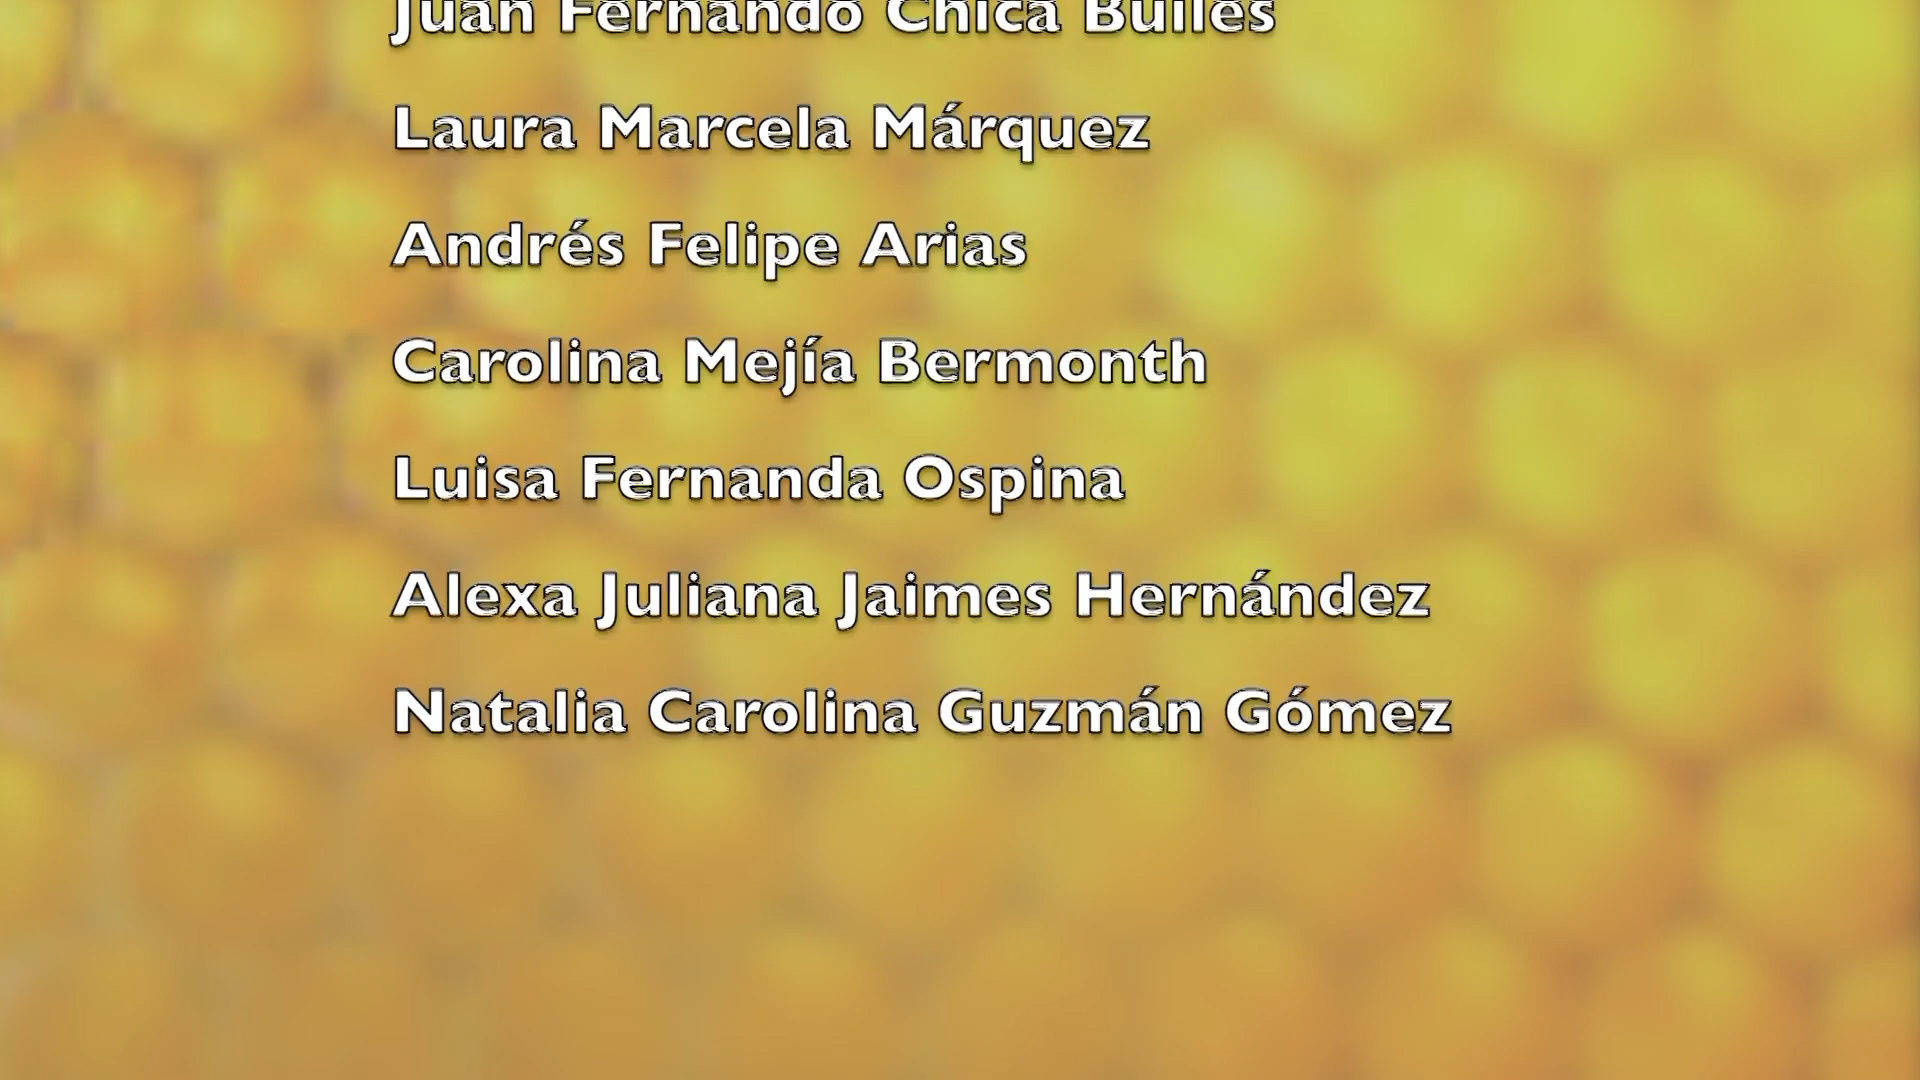 Juan Fernando Chica Builes
Laura Marcela Márquez
Andrés Felipe Arias
Carolina Mejía Bermonth
Luisa Fernanda Ospina
Alexa Juliana Jaimes Hernández
Natalia Carolina Guzmán Gómez